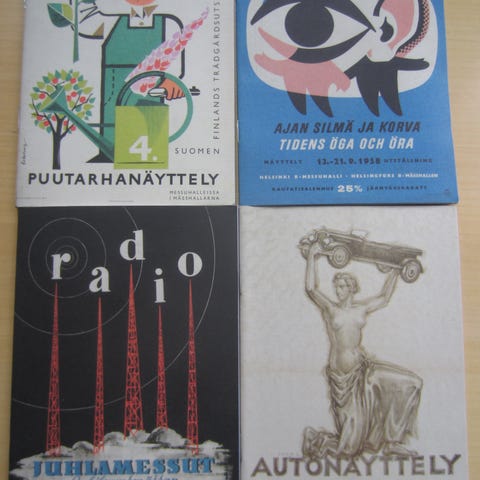 FINLANDS TRÄDGÅRDSUTS
4.
SUOMEN
PUUTARHANÄYTTELY
MESSUHALLEISSA
I MÄSSHALLARNA
AJAN SILMÄ JA KORVA
TIDENS ÖGA OCH ÖRA
NÄYTTELY 13.-21.9.1958 UTSTÄLLNING
HELSINKI B-MESSUHALLI - HELSINGFORS B-MÄSSHALLEN
RAUTATIEALENNUS 25% JÄRNVÄGSRABATT
radio
JUHLAMESSUT
AUTONÄYTTELY